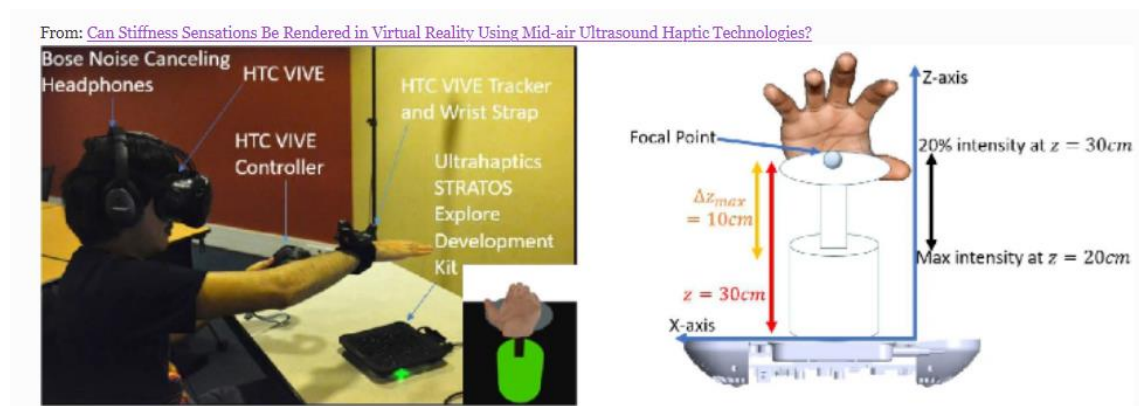 From: Can Stiffness Sensations Be Rendered in Virtual Reality Using Mid-air Ultrasound Haptic Technologies?
Bose Noise Canceling
Headphones
HTC VIVE
HTC VIVE
Controller
HTC VIVE Tracker
and Wrist Strap
Ultrahaptics
STRATOS
Explore
Development
Kit
Focal Point
Z-axis
20% intensity at z = 30cm
Δz_max
= 10cm
Max intensity at z = 20cm
z = 30cm
X-axis